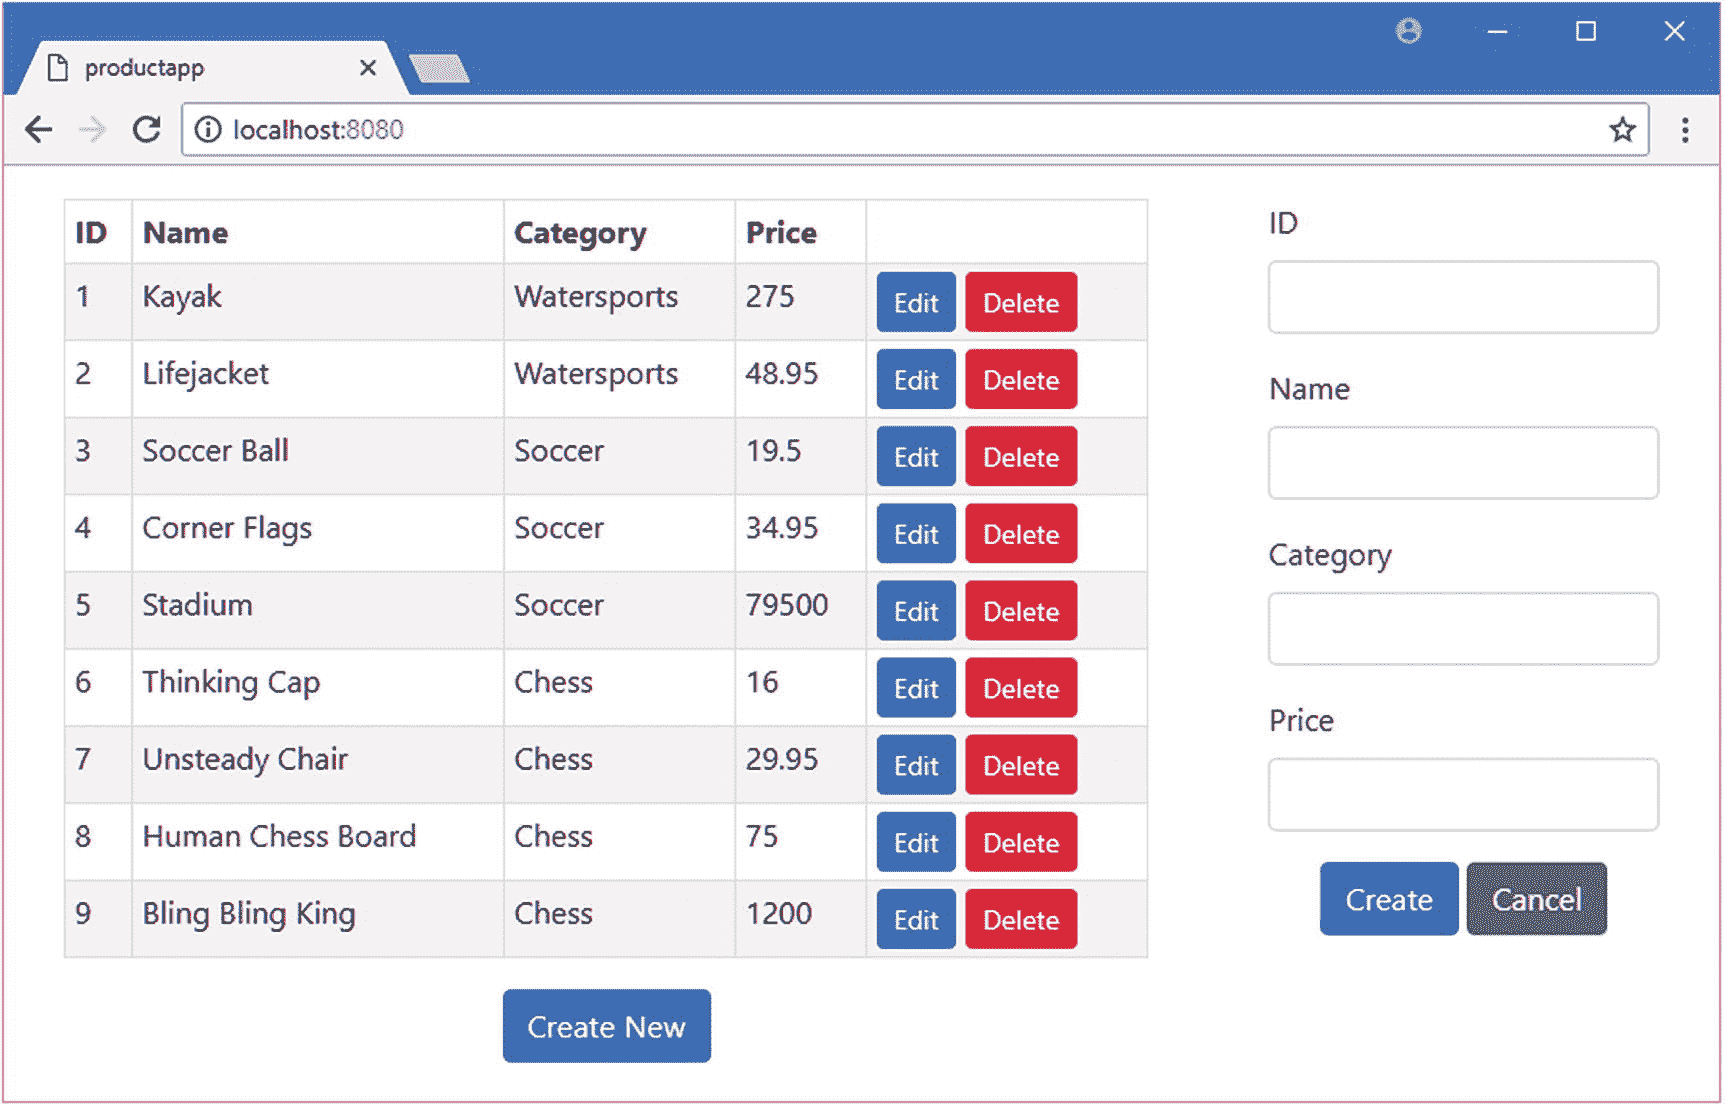 productapp
localhost:8080
ID Name Category Price
1 Kayak Watersports 275 Edit Delete
2 Lifejacket Watersports 48.95 Edit Delete
3 Soccer Ball Soccer 19.5 Edit Delete
4 Corner Flags Soccer 34.95 Edit Delete
5 Stadium Soccer 79500 Edit Delete
6 Thinking Cap Chess 16 Edit Delete
7 Unsteady Chair Chess 29.95 Edit Delete
8 Human Chess Board Chess 75 Edit Delete
9 Bling Bling King Chess 1200 Edit Delete
Create New
ID
Name
Category
Price
Create Cancel